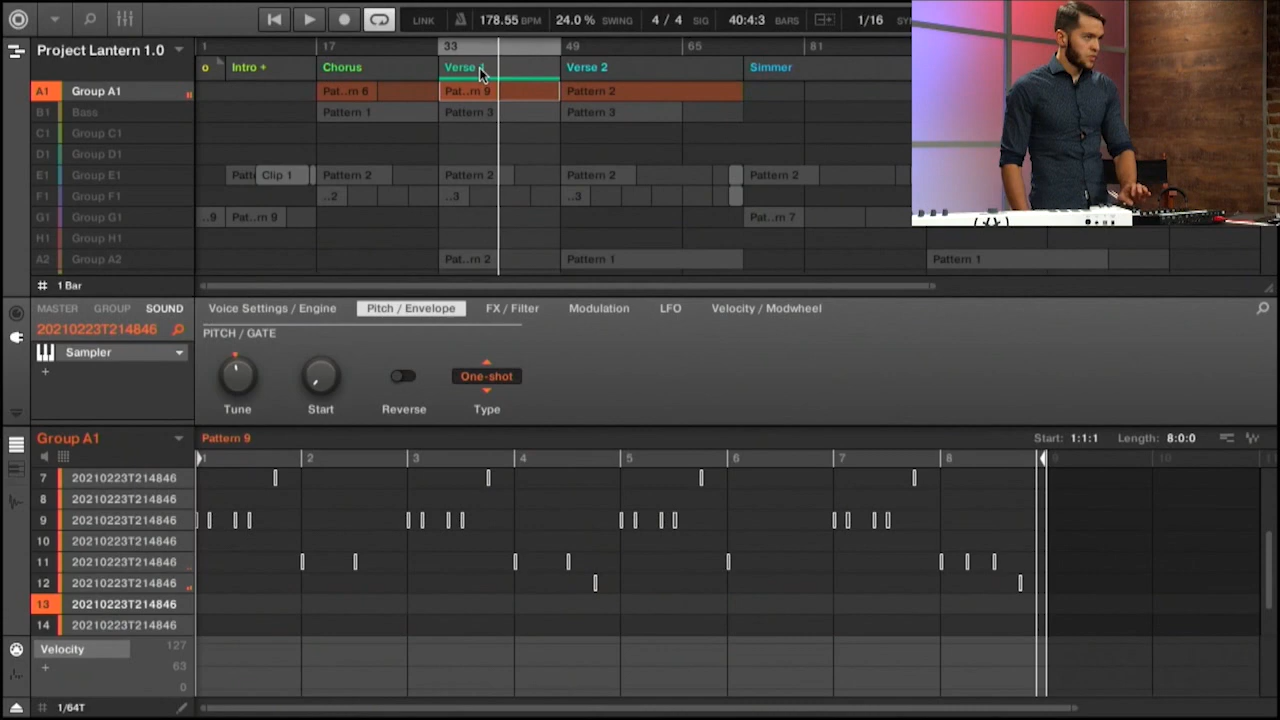 LINK 178.55 BPM 24.0 % SWING 4 / 4 SIG 40:4:3 BARS 1/16
Project Lantern 1.0
1 17 33 49 65 81
o Intro + Chorus Verse Verse 2 Simmer
A1 Group A1 Pat..rn 6 Pat..rn 9 Pattern 2
B1 Bass Pattern 1 Pattern 3 Pattern 3
C1 Group C1
D1 Group D1
E1 Group E1 Patt Clip 1 Pattern 2 Pattern 2 Pattern 2 Pattern 2
F1 Group F1 ..2 ..3 ..3
G1 Group G1 ..9 Pat..rn 9 Pat..rn 7
H1 Group H1
A2 Group A2 Pat..rn 2 Pattern 1 Pattern 1
1 Bar
MASTER GROUP SOUND Voice Settings / Engine Pitch / Envelope FX / Filter Modulation LFO Velocity / Modwheel
20210223T214846 PITCH / GATE
Sampler
+
One-shot
Tune Start Reverse Type
Group A1 Pattern 9 Start: 1:1:1 Length: 8:0:0
1 2 3 4 5 6 7 8 9 10
7 20210223T214846
8 20210223T214846
9 20210223T214846
10 20210223T214846
11 20210223T214846
12 20210223T214846
13 20210223T214846
14 20210223T214846
Velocity 127
+ 63
0
1/64T